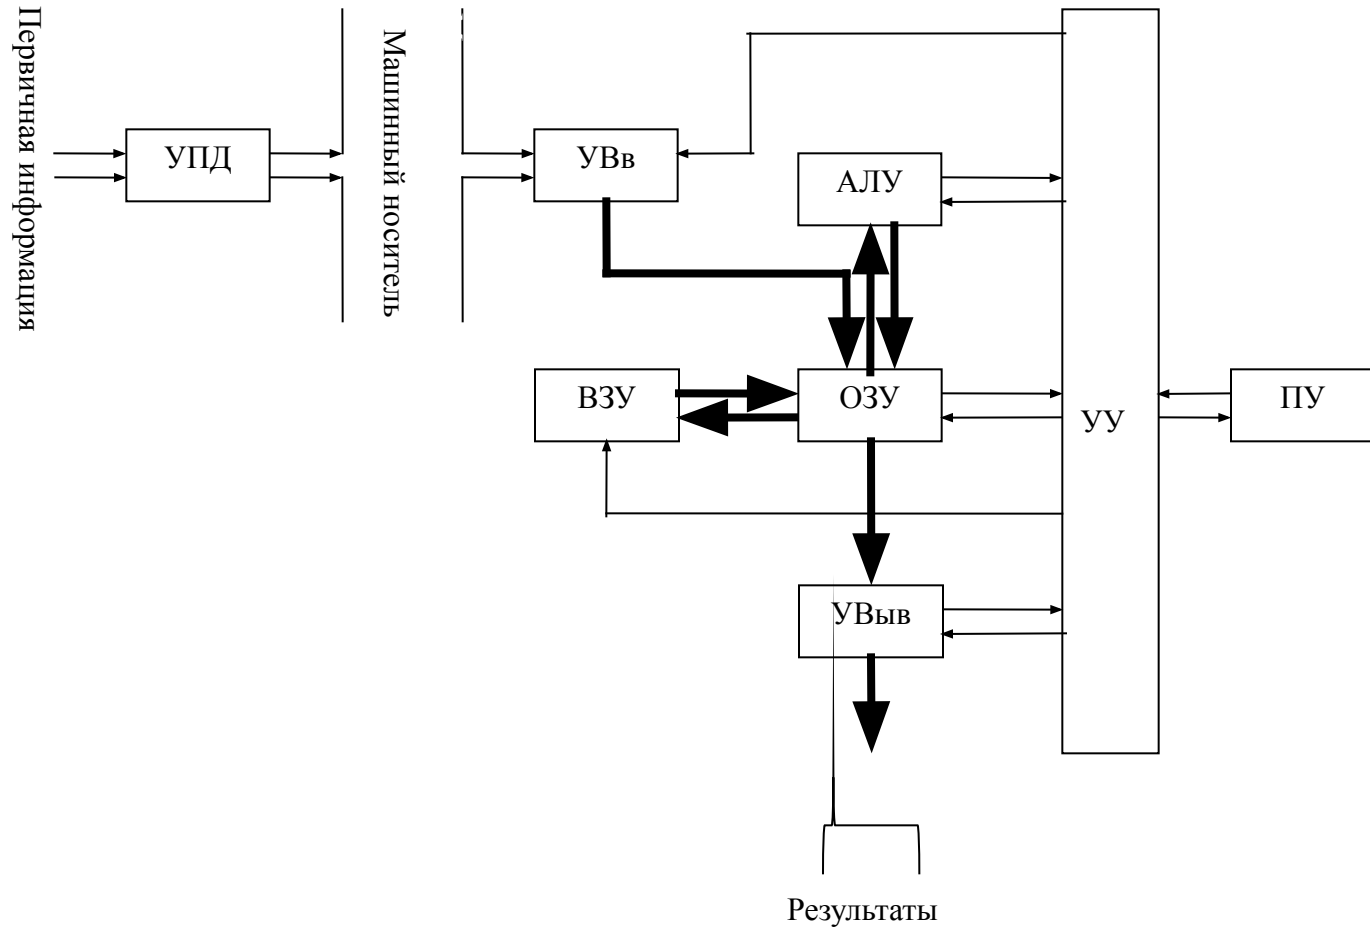 Первичная информация
УПД
Машинный носитель
УВв
АЛУ
ВЗУ
ОЗУ
УУ
ПУ
УВыв
Результаты